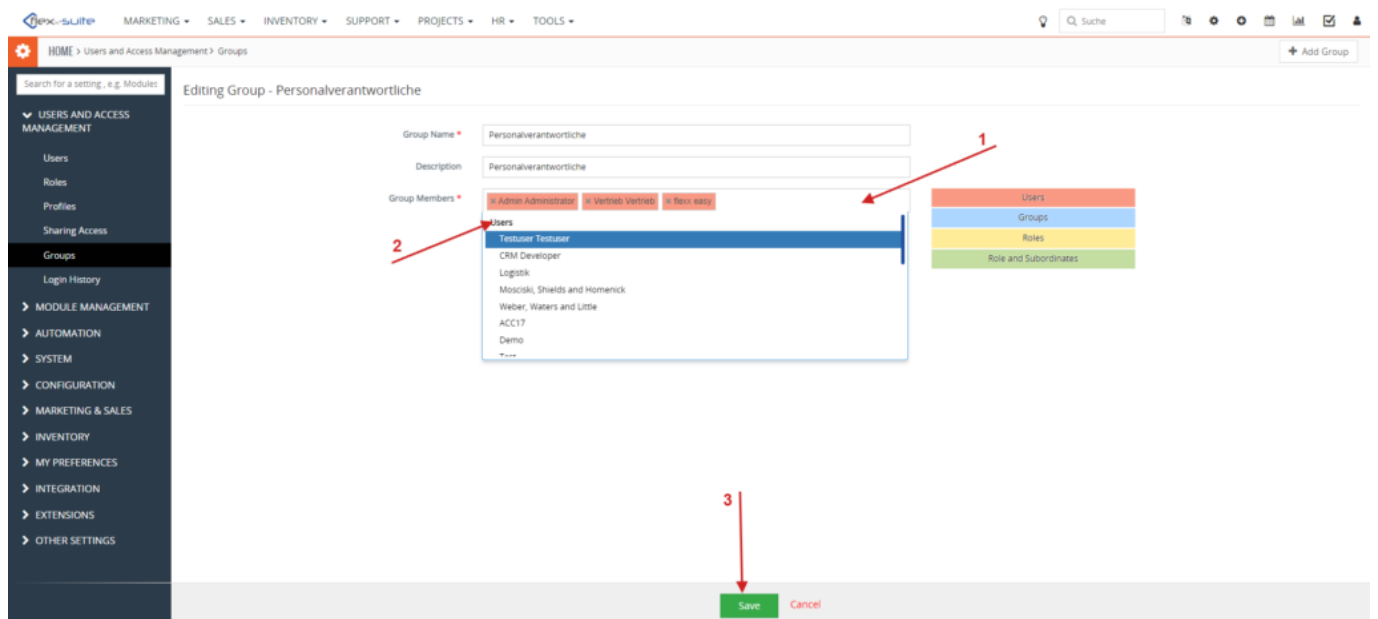 flex-suite MARKETING SALES INVENTORY SUPPORT PROJECTS HR TOOLS Suche
HOME > Users and Access Management > Groups + Add Group
Search for a setting , e.g. Modules
Editing Group - Personalverantwortliche
USERS AND ACCESS
MANAGEMENT
Users
Roles
Profiles
Sharing Access
Groups
Login History
MODULE MANAGEMENT
AUTOMATION
SYSTEM
CONFIGURATION
MARKETING & SALES
INVENTORY
MY PREFERENCES
INTEGRATION
EXTENSIONS
OTHER SETTINGS
Group Name * Personalverantwortliche
1
Description Personalverantwortliche
Group Members * × Admin Administrator × Vertrieb Vertrieb × flexx easy
2
Users
Testuser Testuser
CRM Developer
Logistik
Mosciski, Shields and Homenick
Weber, Waters and Little
ACC17
Demo
Users
Groups
Roles
Role and Subordinates
3
Save Cancel